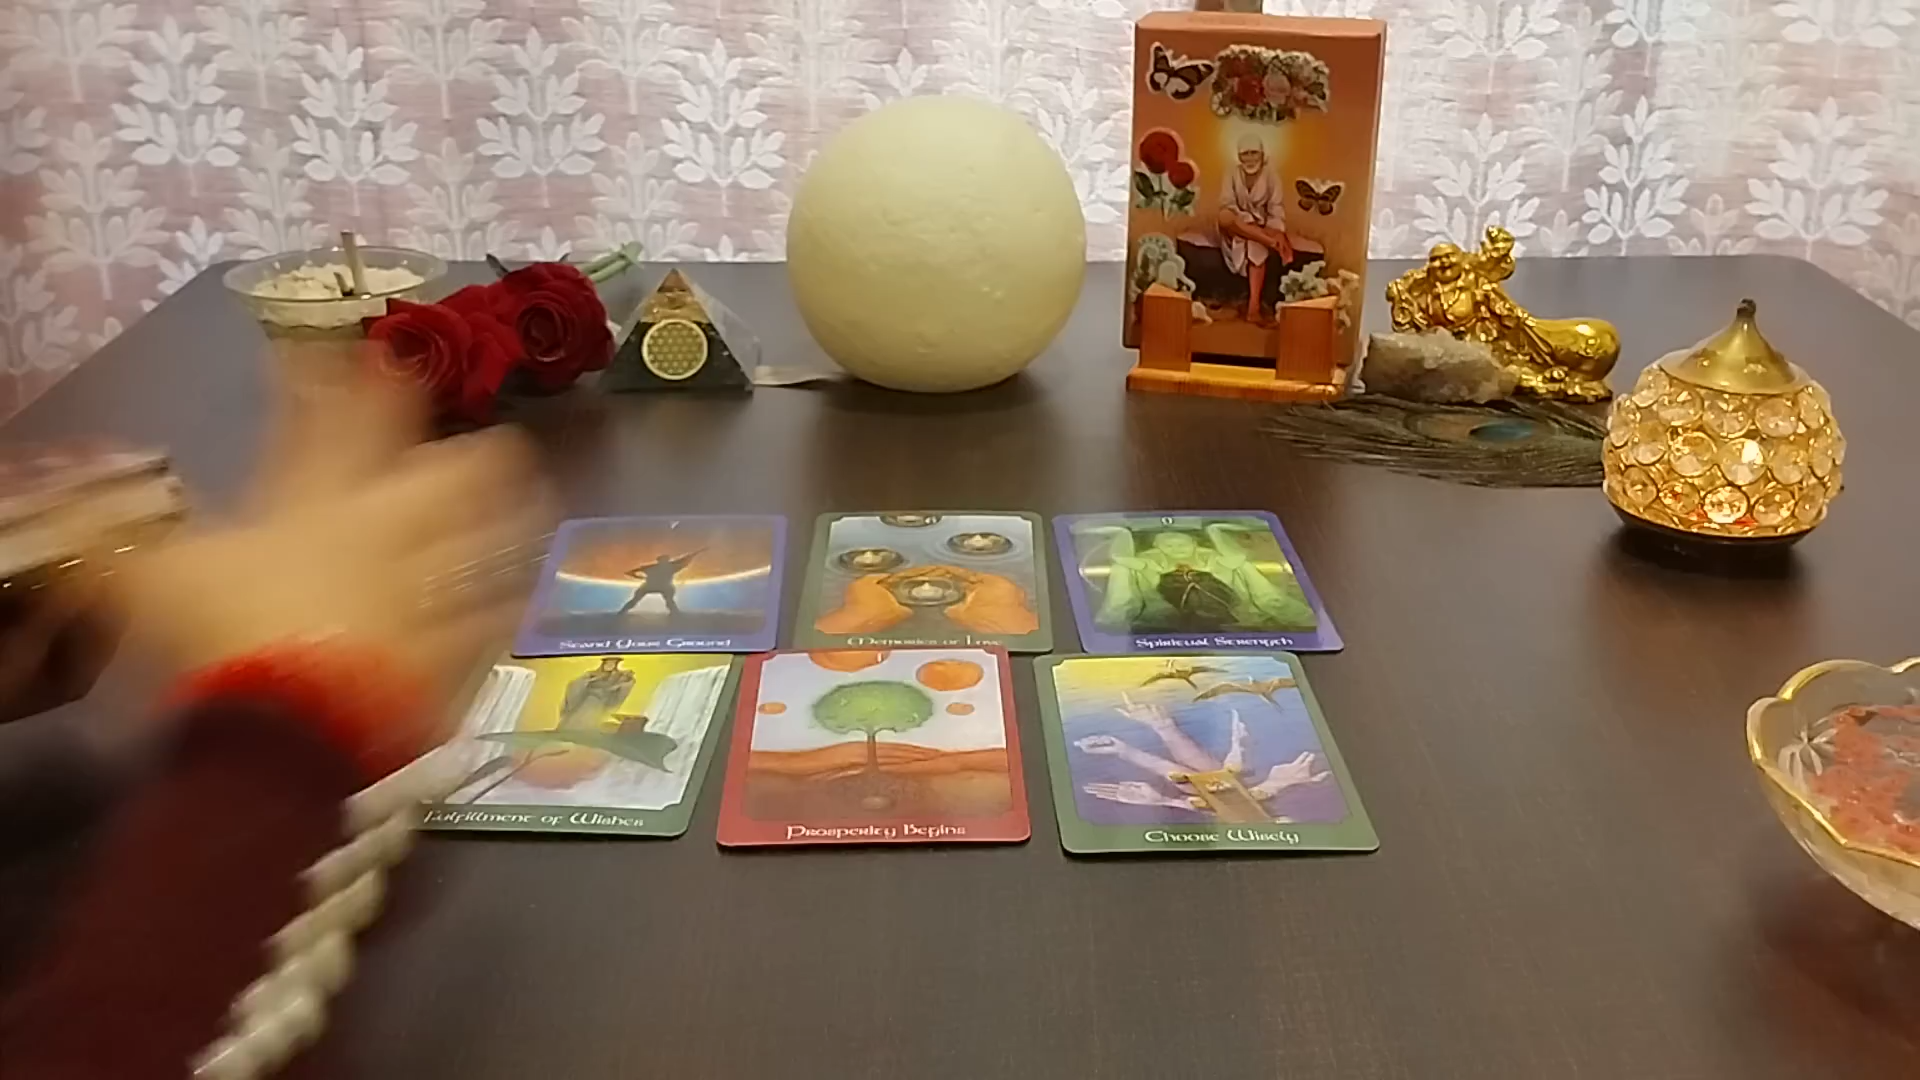 Stand Your Ground
Memories of Love
Spiritual Strength
Fulfillment of Wishes
Prosperity Begins
Choose Wisely